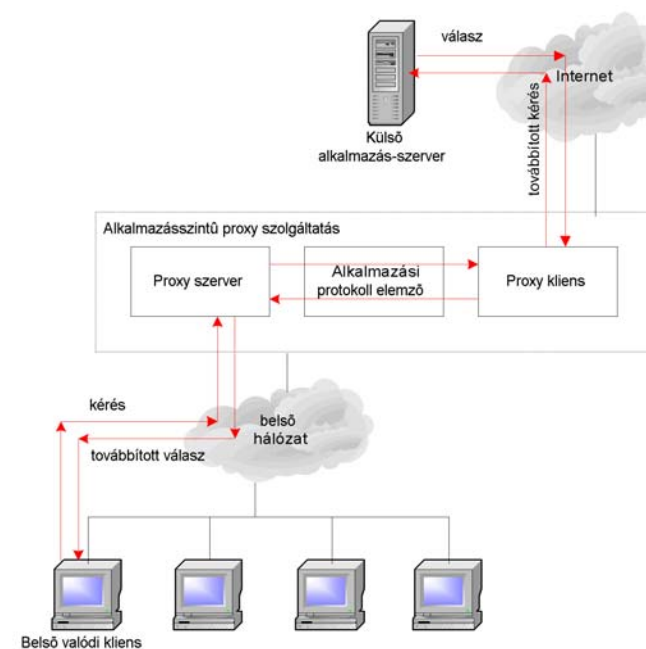 válasz
Internet
Külső
alkalmazás-szerver
továbbított kérés
Alkalmazásszintû proxy szolgáltatás
Proxy szerver
Alkalmazási
protokoll elemző
Proxy kliens
kérés
belső
hálózat
továbbított válasz
Belső valódi kliens